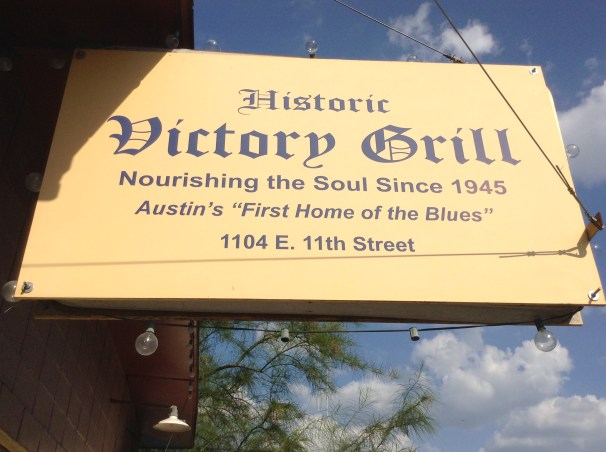 Historic
Victory Grill
Nourishing the Soul Since 1945
Austin's "First Home of the Blues"
1104 E. 11th Street